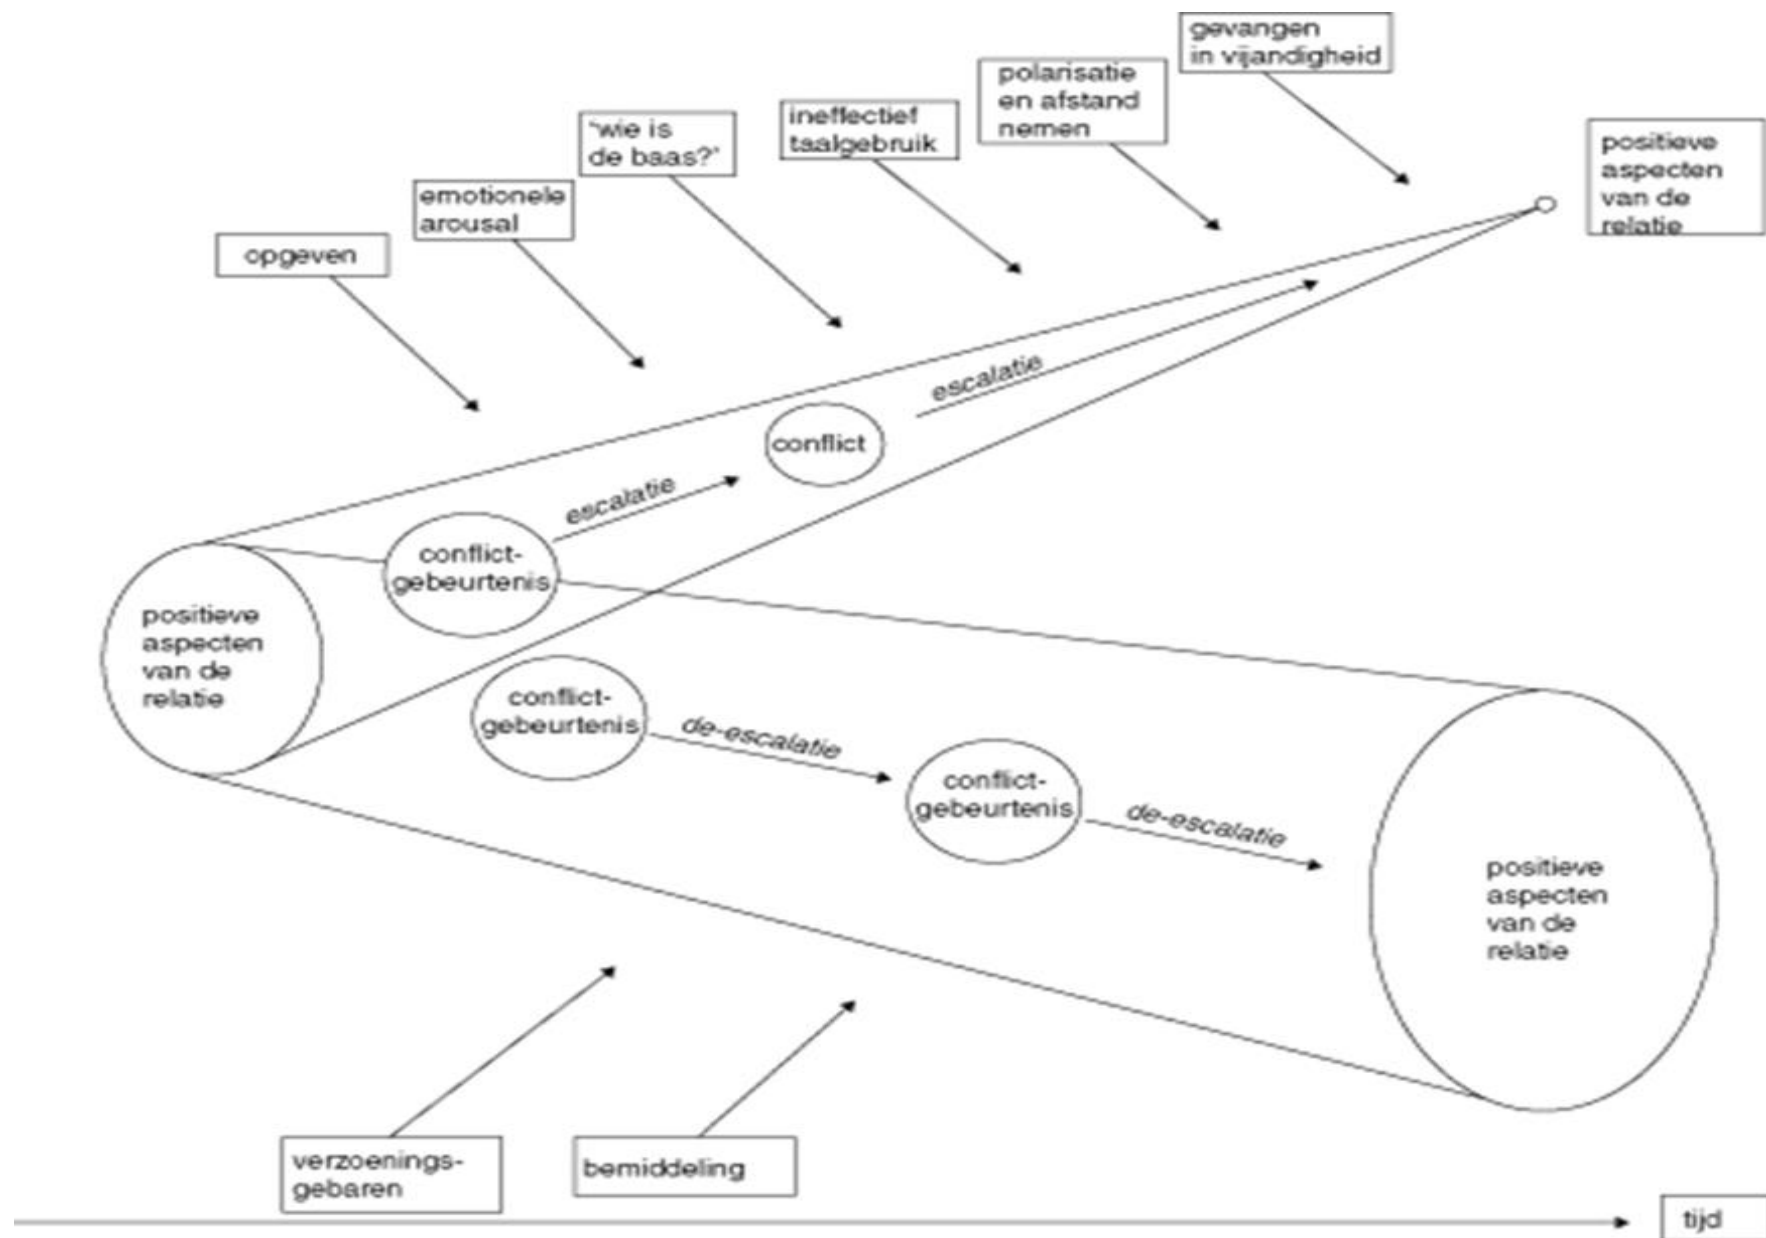 gevangen
in vijandigheid
polarisatie
en afstand
nemen
ineffectief
taalgebruik
"wie is
de baas?"
emotionele
arousal
opgeven
positieve
aspecten
van de
relatie
escalatie
conflict
escalatie
conflict-
gebeurtenis
positieve
aspecten
van de
relatie
conflict-
gebeurtenis
de-escalatie
conflict-
gebeurtenis
de-escalatie
positieve
aspecten
van de
relatie
verzoenings-
gebaren
bemiddeling
tijd